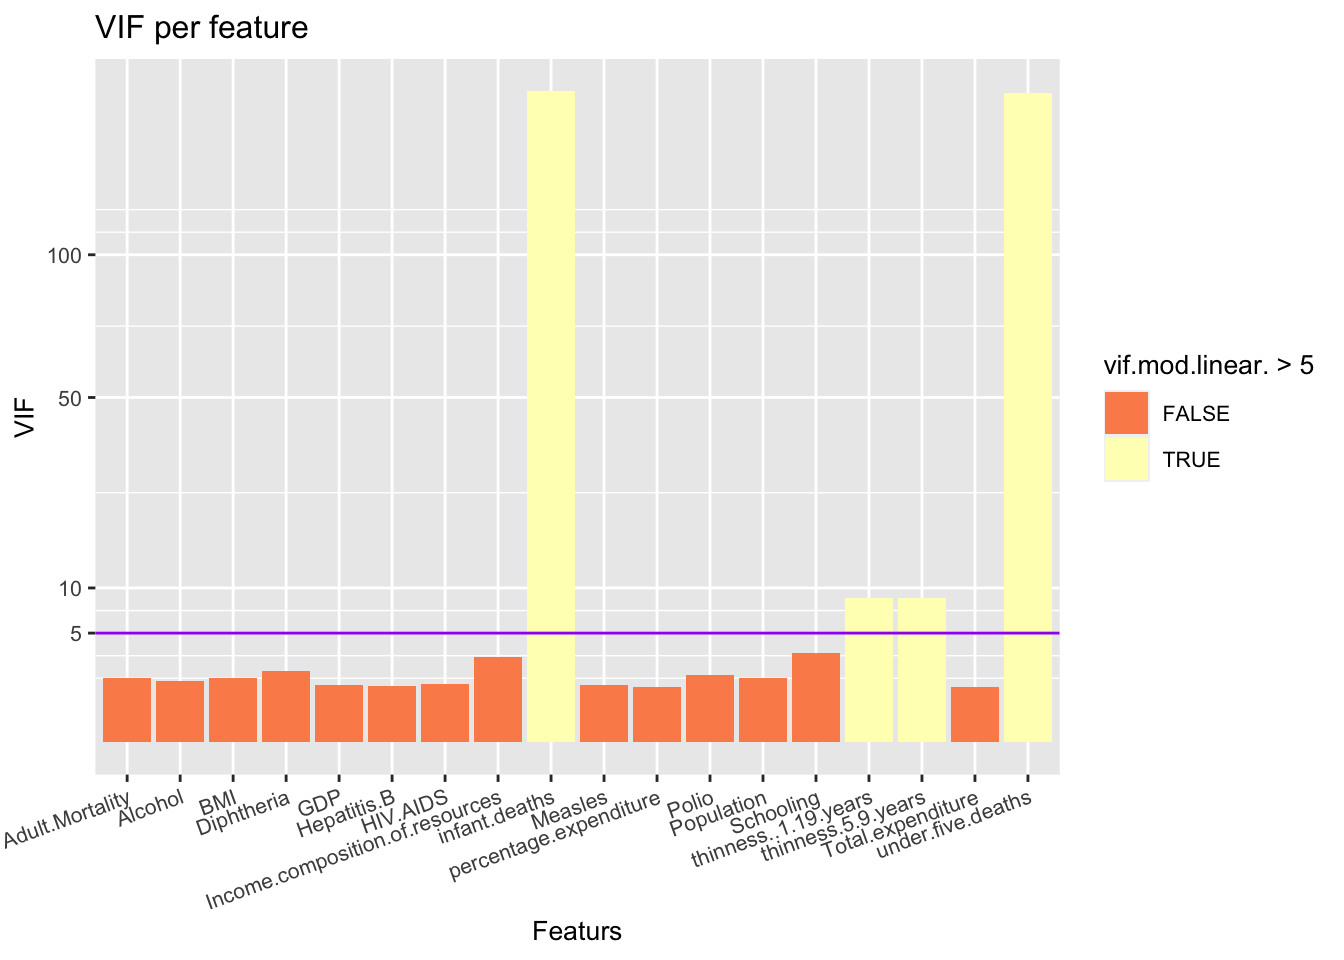 VIF per feature
100
50
10
5
VIF
vif.mod.linear. > 5
FALSE
TRUE
Adult.Mortality
Alcohol
BMI
Diphtheria
GDP
Hepatitis.B
HIV.AIDS
Income.composition.of.resources
infant.deaths
Measles
percentage.expenditure
Polio
Population
Schooling
thinness..1.19.years
thinness.5.9.years
Total.expenditure
under.five.deaths
Featurs